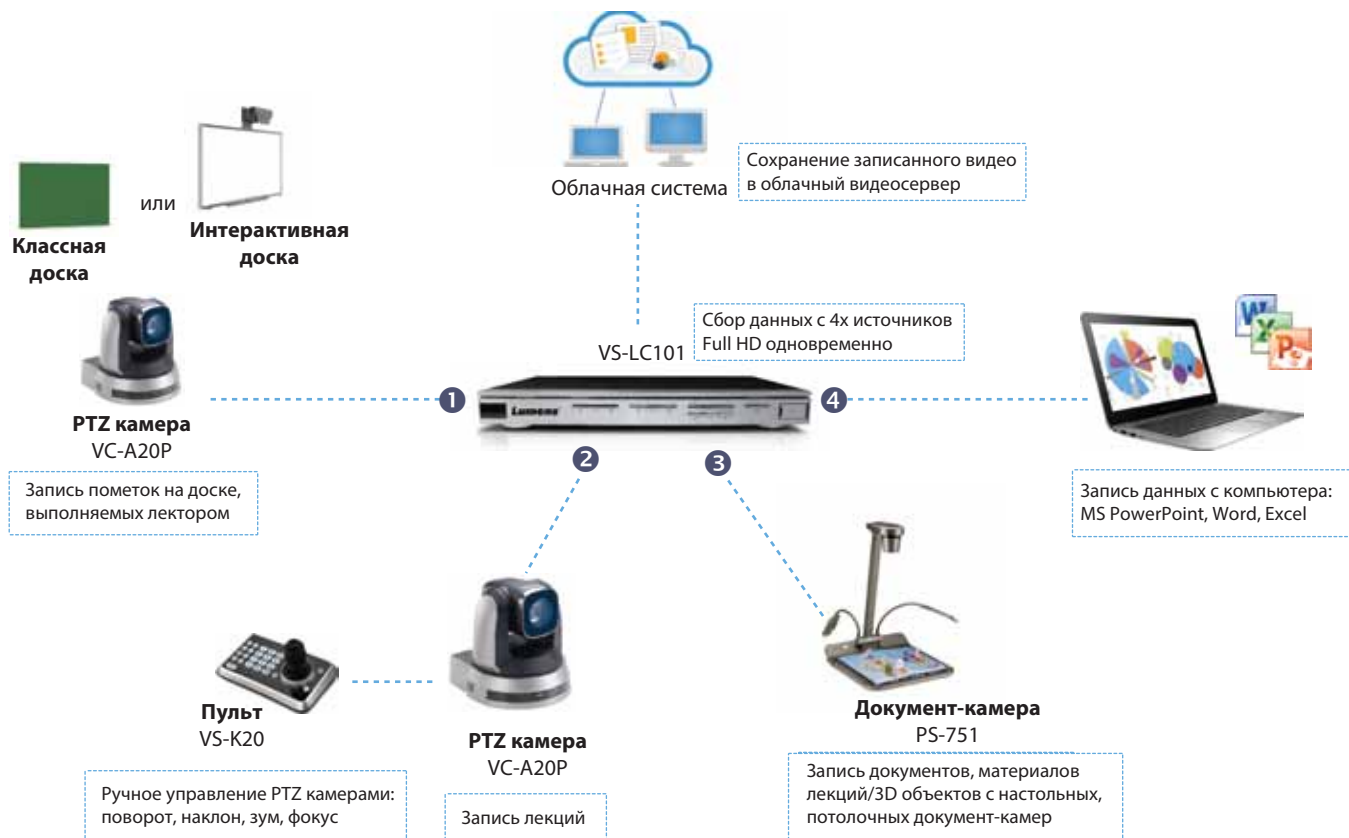 Облачная система
Сохранение записанного видео
в облачный видеосервер
или
Классная
доска
Интерактивная
доска
Сбор данных с 4х источников
Full HD одновременно
VS-LC101
W
X
P
1
Lumens
4
PTZ камера
VC-A20P
2
3
Запись пометок на доске,
выполняемых лектором
Запись данных с компьютера:
MS PowerPoint, Word, Excel
Пульт
VS-K20
PTZ камера
VC-A20P
Документ-камера
PS-751
Ручное управление PTZ камерами:
поворот, наклон, зум, фокус
Запись лекций
Запись документов, материалов
лекций/3D объектов с настольных,
потолочных документ-камер